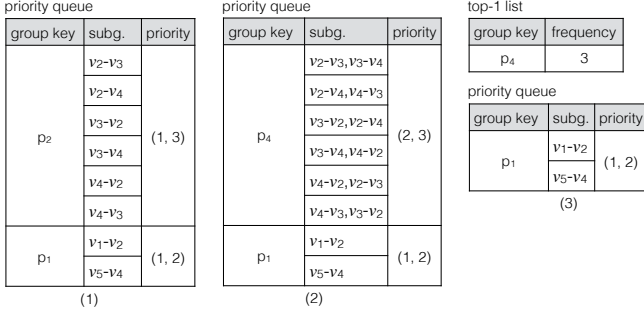 priority queue
group key subg. priority
p2 v2-v3 (1, 3)
v2-v4
v3-v2
v3-v4
v4-v2
v4-v3
p1 v1-v2 (1, 2)
v5-v4
(1)
priority queue
group key subg. priority
p4 v2-v3,v3-v4 (2, 3)
v2-v4,v4-v3
v3-v2,v2-v4
v3-v4,v4-v2
v4-v2,v2-v3
v4-v3,v3-v2
p1 v1-v2 (1, 2)
v5-v4
(2)
top-1 list
group key frequency
p4 3
priority queue
group key subg. priority
p1 v1-v2 (1, 2)
v5-v4
(3)